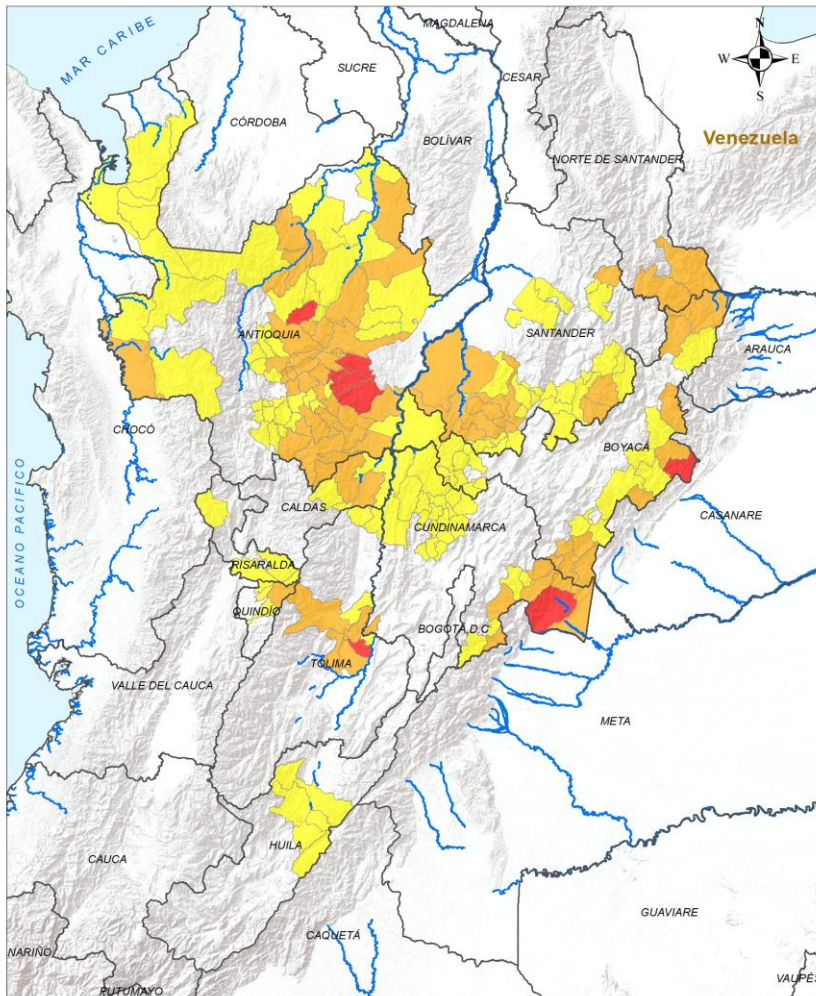 MAGDALENA
MAR CARIBE
N
W E
S
SUCRE
CESAR
CÓRDOBA
BOLÍVAR
Venezuela
NORTE DE SANTANDER
ANTIOQUIA
SANTANDER
ARAUCA
CHOCÓ
BOYACÁ
OCEANO PACIFICO
CALDAS
CUNDINAMARCA
CASANARE
RISARALDA
QUINDÍO
BOGOTÁ D.C
TOLIMA
VALLE DEL CAUCA
META
HUILA
CAUCA
GUAVIARE
CAQUETÁ
NARIÑO
PUTUMAYO
VAUPÉS